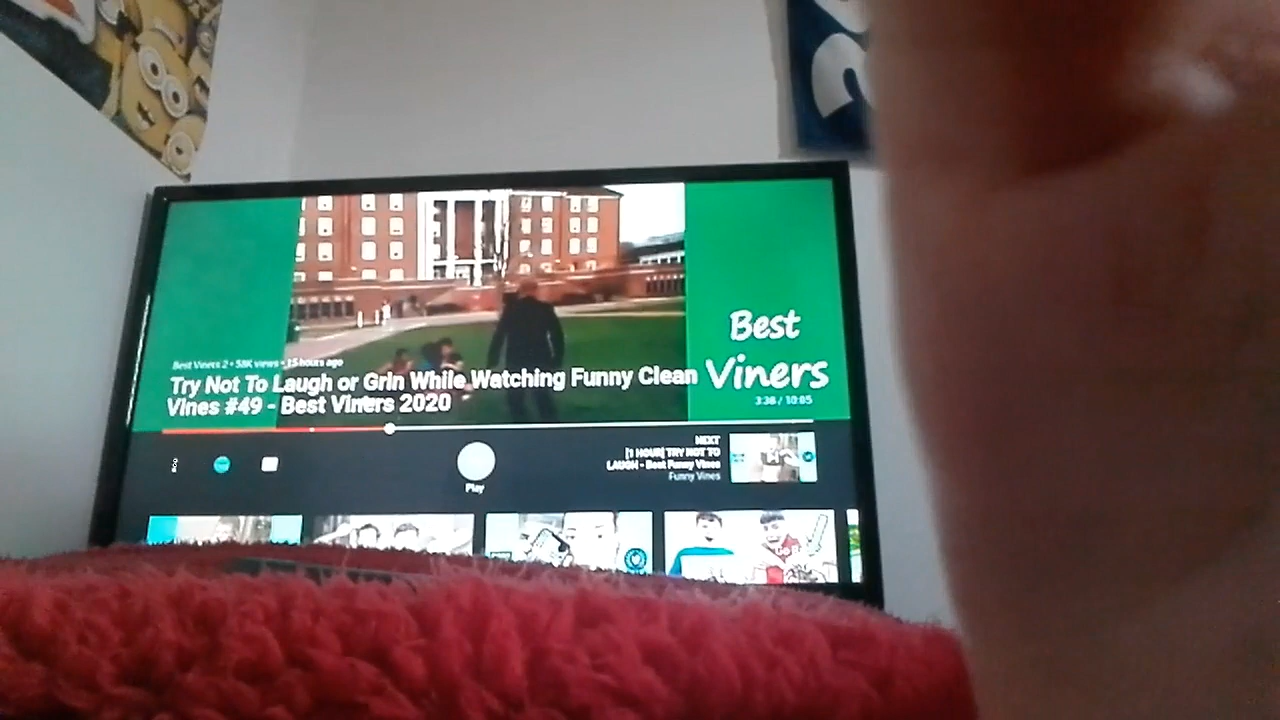 Best Viners 2 • 58K views • 15 hours ago
Try Not To Laugh or Grin While Watching Funny Clean
Vines #49 - Best Viners 2020
Best
Viners
3:38 / 10:05
Play
NEXT
[1 HOUR] TRY NOT TO
LAUGH - Best Funny Vines
Funny Vines